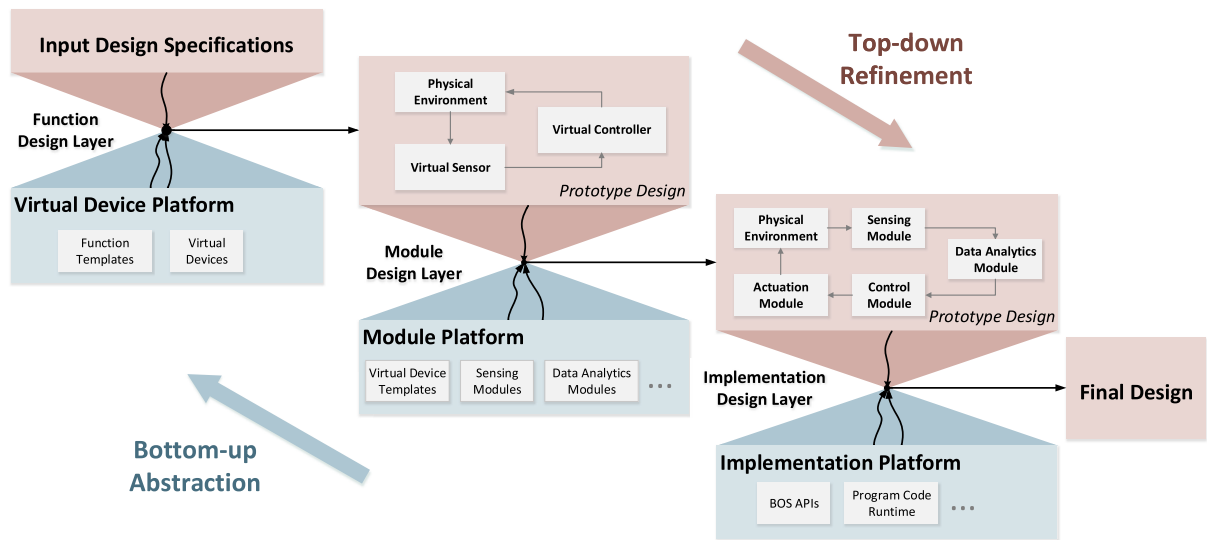 Input Design Specifications
Function
Design Layer
Virtual Device Platform
Function
Templates
Virtual
Devices
Physical
Environment
Virtual Controller
Virtual Sensor
Prototype Design
Module
Design Layer
Module Platform
Virtual Device
Templates
Sensing
Modules
Data Analytics
Modules
...
Top-down
Refinement
Physical
Environment
Sensing
Module
Data Analytics
Module
Actuation
Module
Control
Module
Prototype Design
Implementation
Design Layer
Implementation Platform
BOS APIs
Program Code
Runtime
...
Final Design
Bottom-up
Abstraction